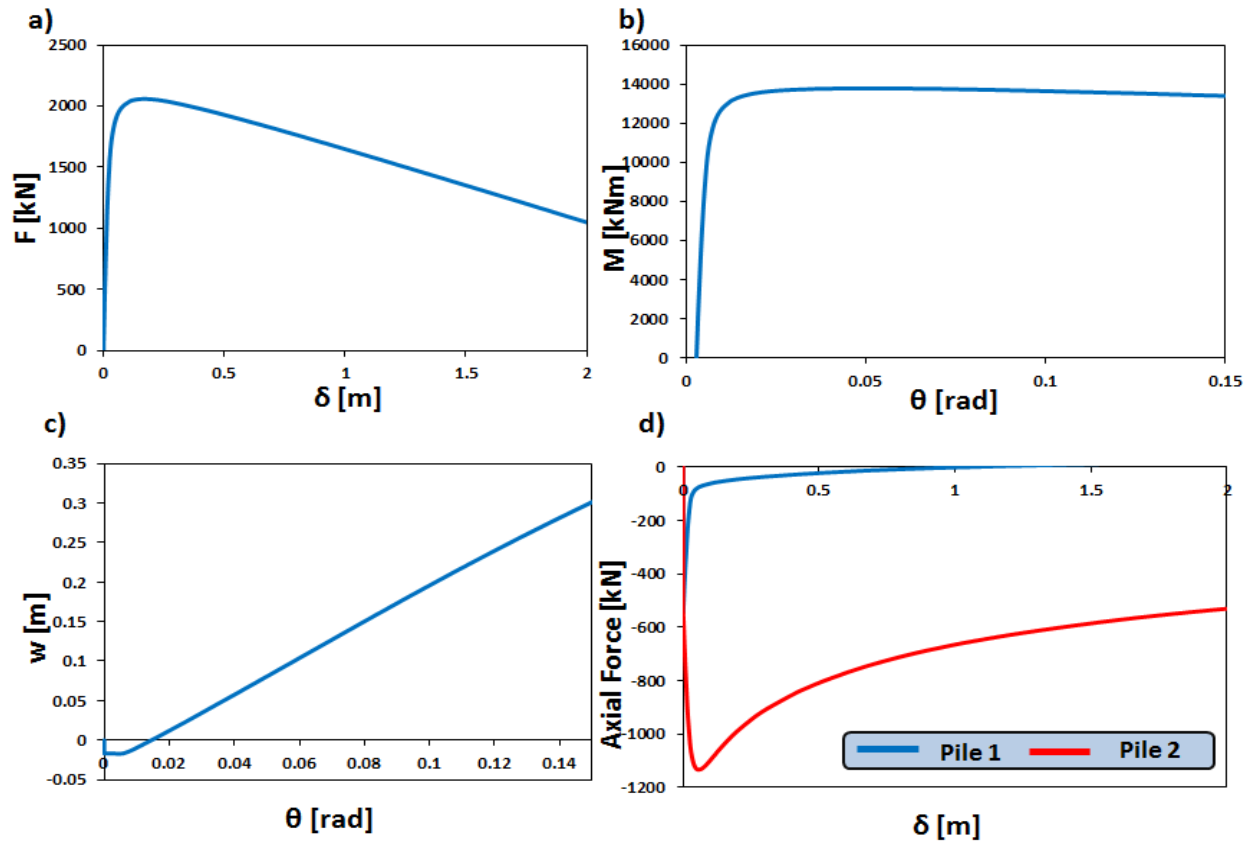 a)
F [kN]
2500
2000
1500
1000
500
0
0 0.5 1 1.5 2
δ [m]
b)
M [kNm]
16000
14000
12000
10000
8000
6000
4000
2000
0
0 0.05 0.1 0.15
θ [rad]
c)
w [m]
0.35
0.3
0.25
0.2
0.15
0.1
0.05
0
-0.05
0 0.02 0.04 0.06 0.08 0.1 0.12 0.14
θ [rad]
d)
Axial Force [kN]
0
-200
-400
-600
-800
-1000
-1200
0 0.5 1 1.5 2
Pile 1 Pile 2
δ [m]